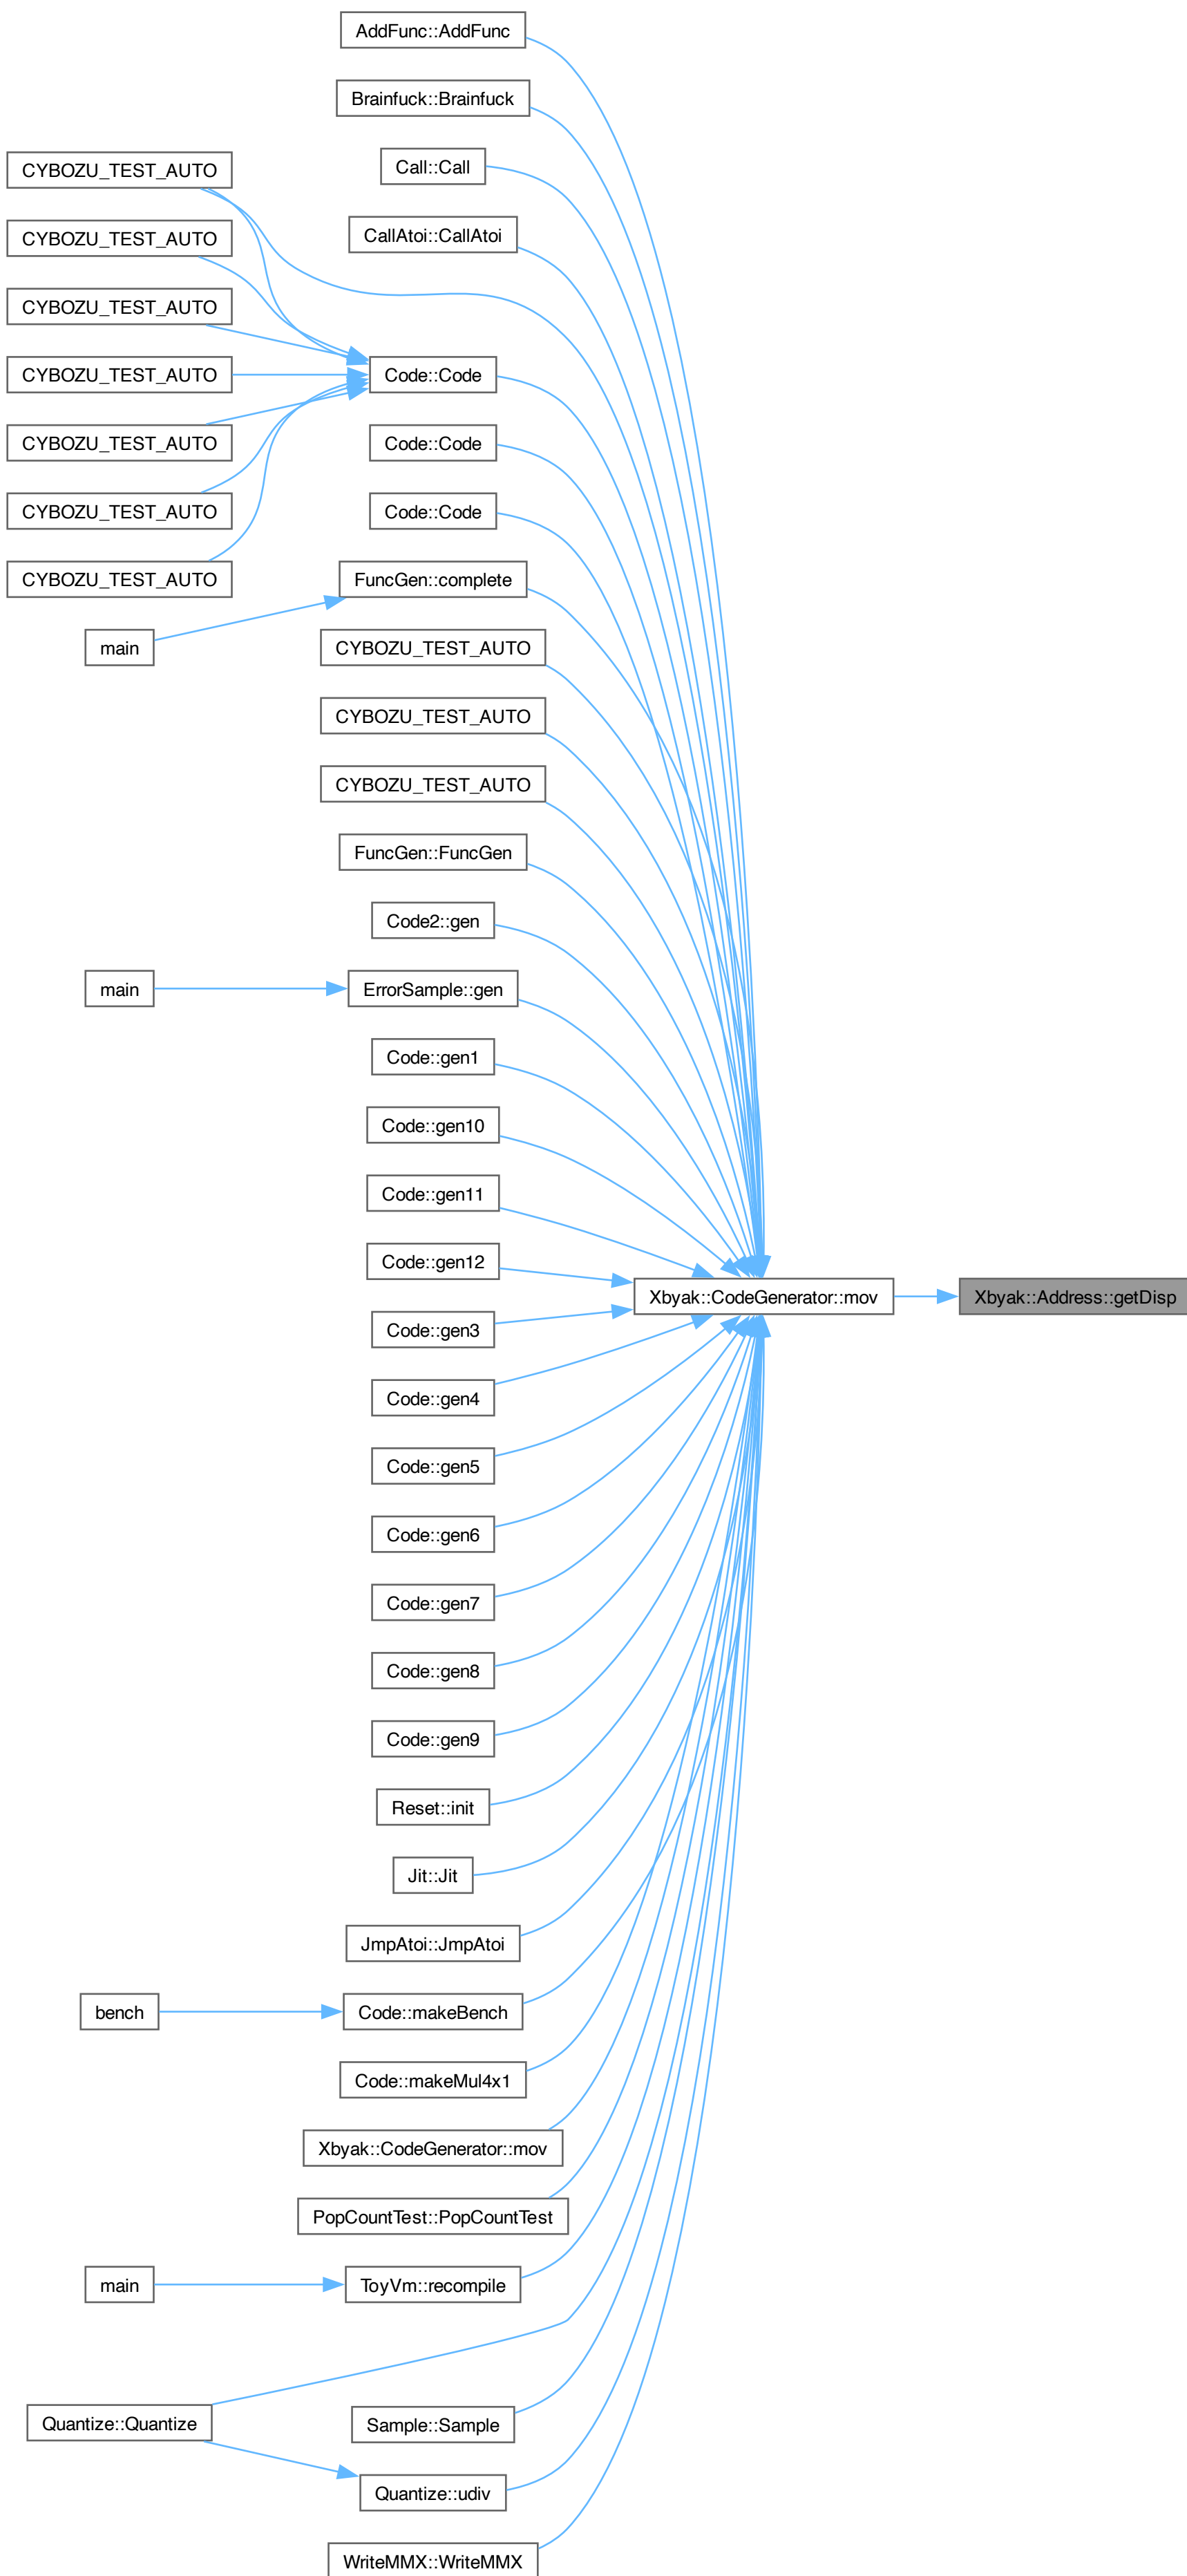 AddFunc::AddFunc
Brainfuck::Brainfuck
Call::Call
CYBOZU_TEST_AUTO
CallAtoi::CallAtoi
CYBOZU_TEST_AUTO
CYBOZU_TEST_AUTO
CYBOZU_TEST_AUTO
Code::Code
CYBOZU_TEST_AUTO
Code::Code
CYBOZU_TEST_AUTO
Code::Code
CYBOZU_TEST_AUTO
FuncGen::complete
main
CYBOZU_TEST_AUTO
CYBOZU_TEST_AUTO
CYBOZU_TEST_AUTO
FuncGen::FuncGen
Code2::gen
main
ErrorSample::gen
Code::gen1
Code::gen10
Code::gen11
Code::gen12
Xbyak::CodeGenerator::mov
Xbyak::Address::getDisp
Code::gen3
Code::gen4
Code::gen5
Code::gen6
Code::gen7
Code::gen8
Code::gen9
Reset::init
Jit::Jit
JmpAtoi::JmpAtoi
bench
Code::makeBench
Code::makeMul4x1
Xbyak::CodeGenerator::mov
PopCountTest::PopCountTest
main
ToyVm::recompile
Quantize::Quantize
Sample::Sample
Quantize::udiv
WriteMMX::WriteMMX